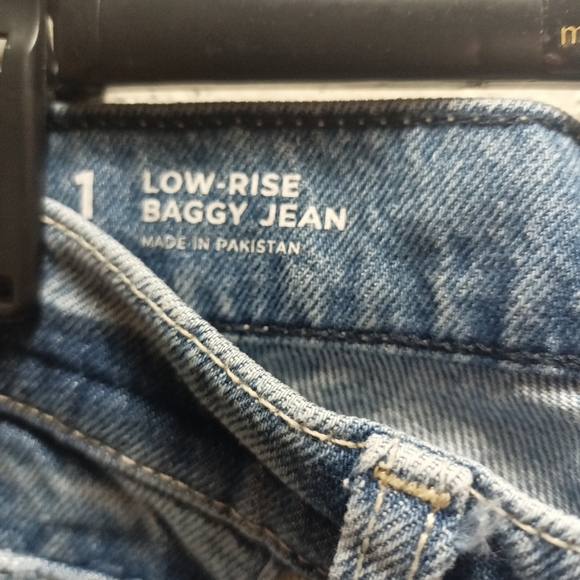 1
LOW-RISE
BAGGY JEAN
MADE IN PAKISTAN